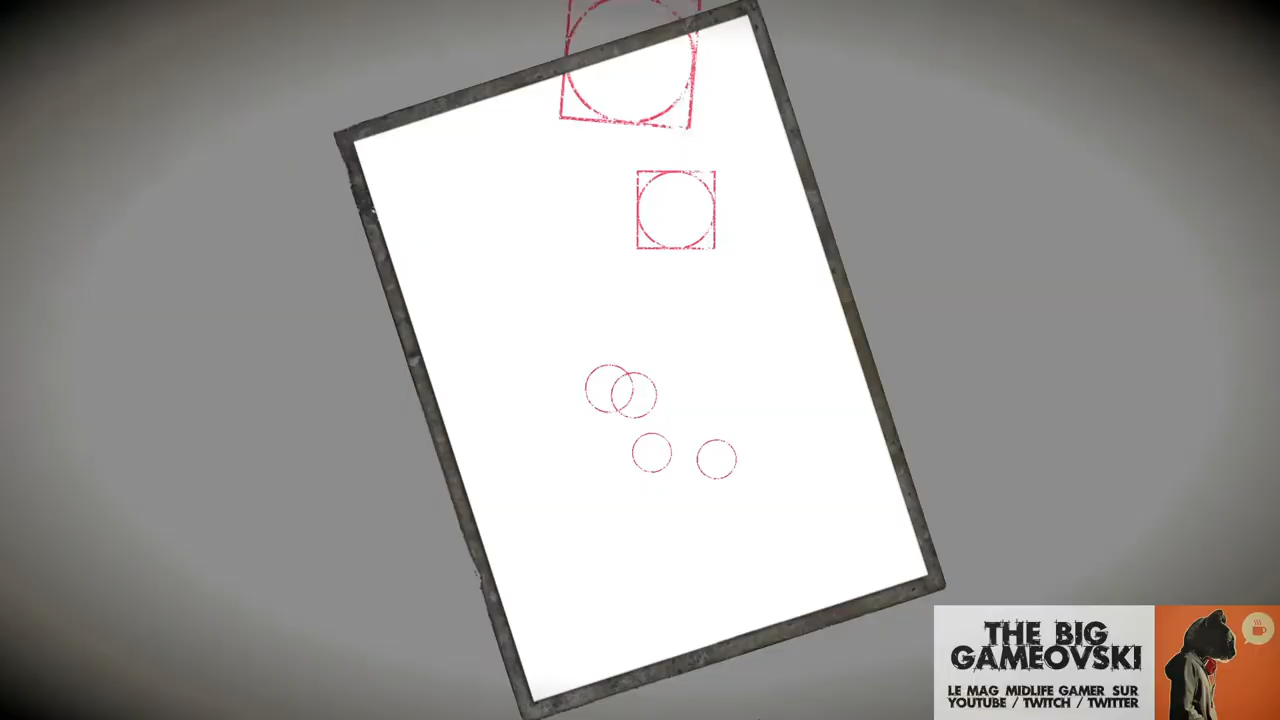 THE BIG
GAMEOVSKI
LE MAG MIDLIFE GAMER SUR
YOUTUBE / TWITCH / TWITTER